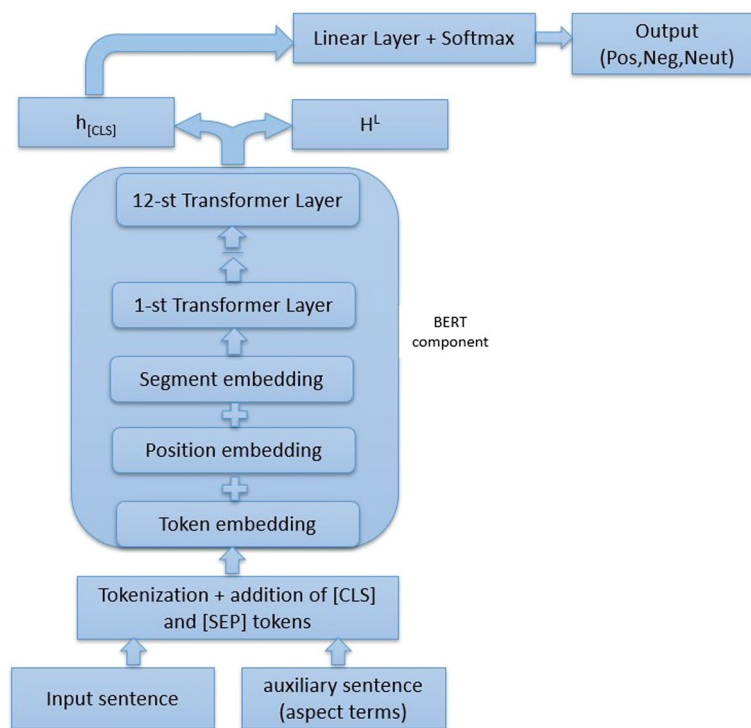 Linear Layer + Softmax
Output
(Pos,Neg,Neut)
h[CLS]
H^L
12-st Transformer Layer
1-st Transformer Layer
BERT
component
Segment embedding
Position embedding
Token embedding
Tokenization + addition of [CLS]
and [SEP] tokens
Input sentence
auxiliary sentence
(aspect terms)